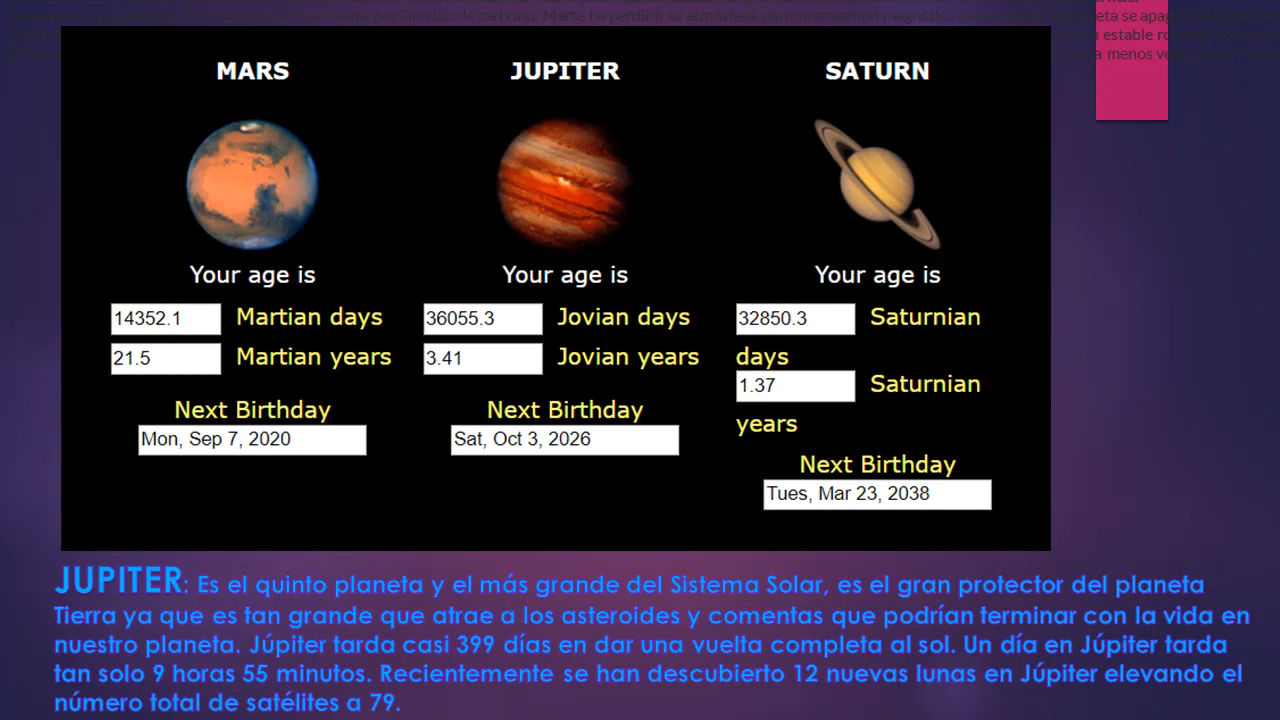 MARS JUPITER SATURN
Your age is Your age is Your age is
14352.1 Martian days 36055.3 Jovian days 32850.3 Saturnian
21.5 Martian years 3.41 Jovian years days
1.37 Saturnian
Next Birthday Next Birthday years
Mon, Sep 7, 2020 Sat, Oct 3, 2026
Next Birthday
Tues, Mar 23, 2038
JUPITER: Es el quinto planeta y el más grande del Sistema Solar, es el gran protector del planeta
Tierra ya que es tan grande que atrae a los asteroides y comentas que podrían terminar con la vida en
nuestro planeta. Júpiter tarda casi 399 días en dar una vuelta completa al sol. Un día en Júpiter tarda
tan solo 9 horas 55 minutos. Recientemente se han descubierto 12 nuevas lunas en Júpiter elevando el
número total de satélites a 79.